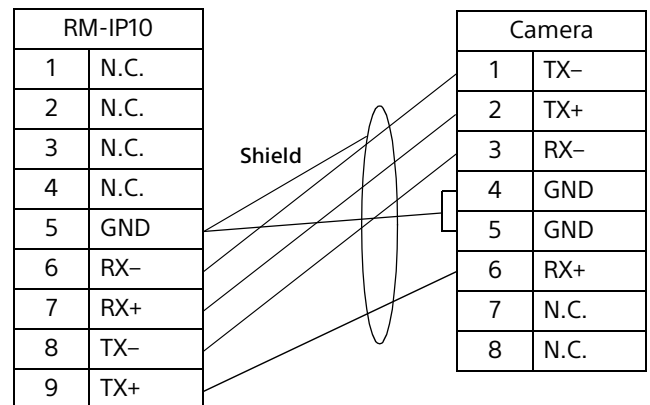 RM-IP10
1 N.C.
2 N.C.
3 N.C.
4 N.C.
5 GND
6 RX–
7 RX+
8 TX–
9 TX+
Shield
Camera
1 TX–
2 TX+
3 RX–
4 GND
5 GND
6 RX+
7 N.C.
8 N.C.